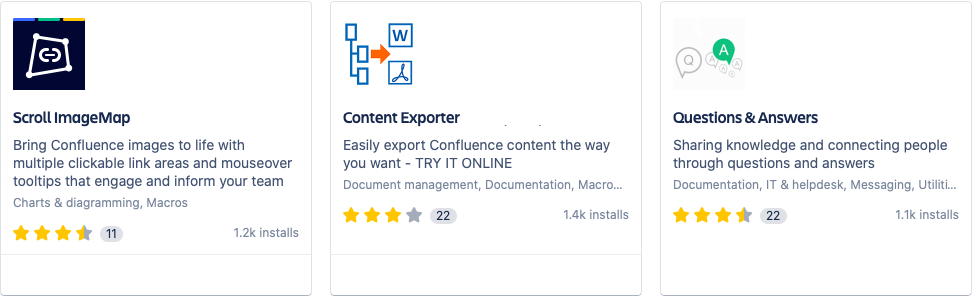 Scroll ImageMap
Bring Confluence images to life with
multiple clickable link areas and mouseover
tooltips that engage and inform your team
Charts & diagramming, Macros
11
1.2k installs
W
Content Exporter
Easily export Confluence content the way
you want - TRY IT ONLINE
Document management, Documentation, Macro...
22
1.4k installs
Q A A A A A
Questions & Answers
Sharing knowledge and connecting people
through questions and answers
Documentation, IT & helpdesk, Messaging, Utiliti...
22
1.1k installs